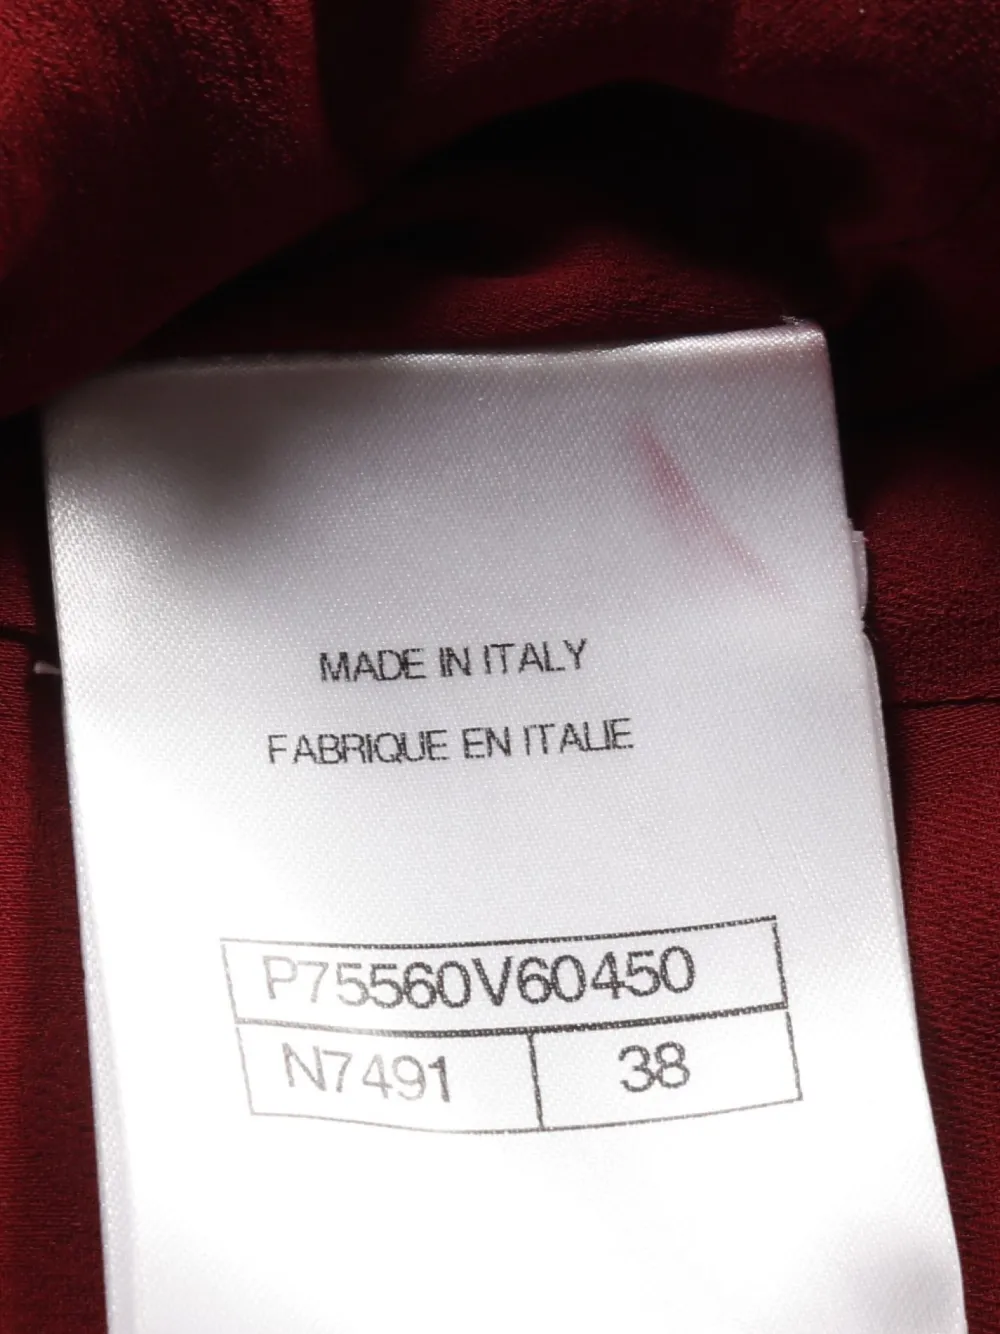 MADE IN ITALY
FABRIQUE EN ITALIE
P75560V60450
N7491 38